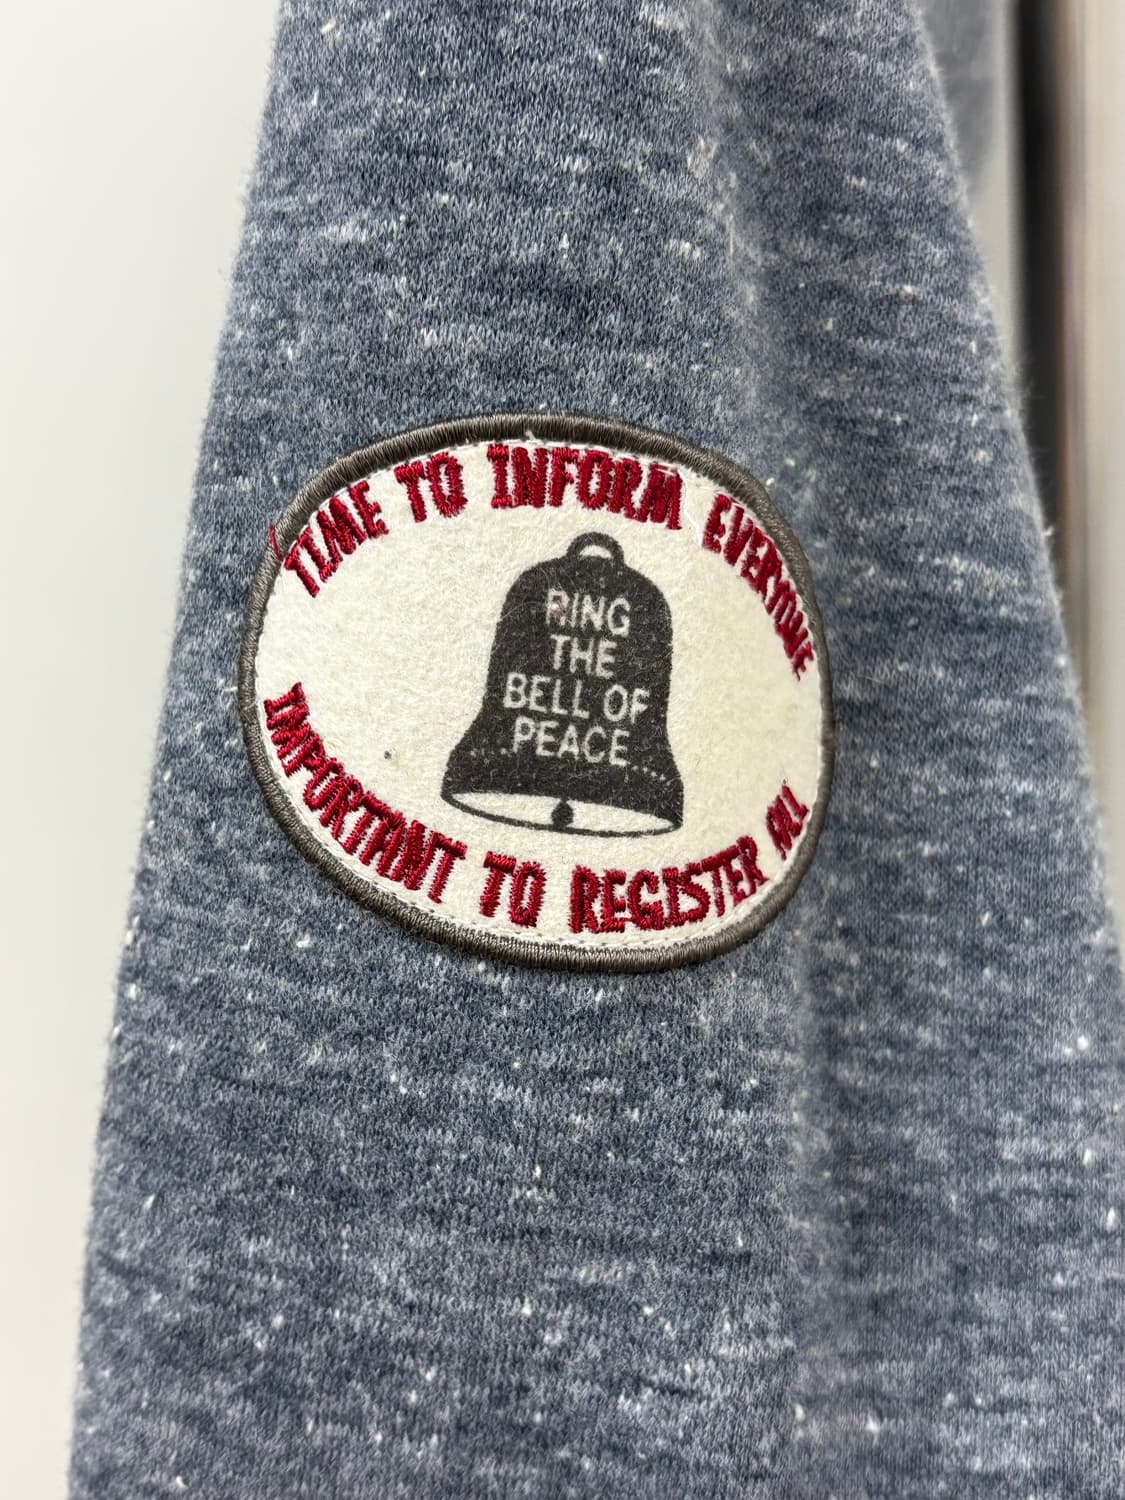 TIME TO INFORM EVERYONE
RING
THE
BELL OF
....PEACE.....
IMPORTANT TO REGISTER ALL